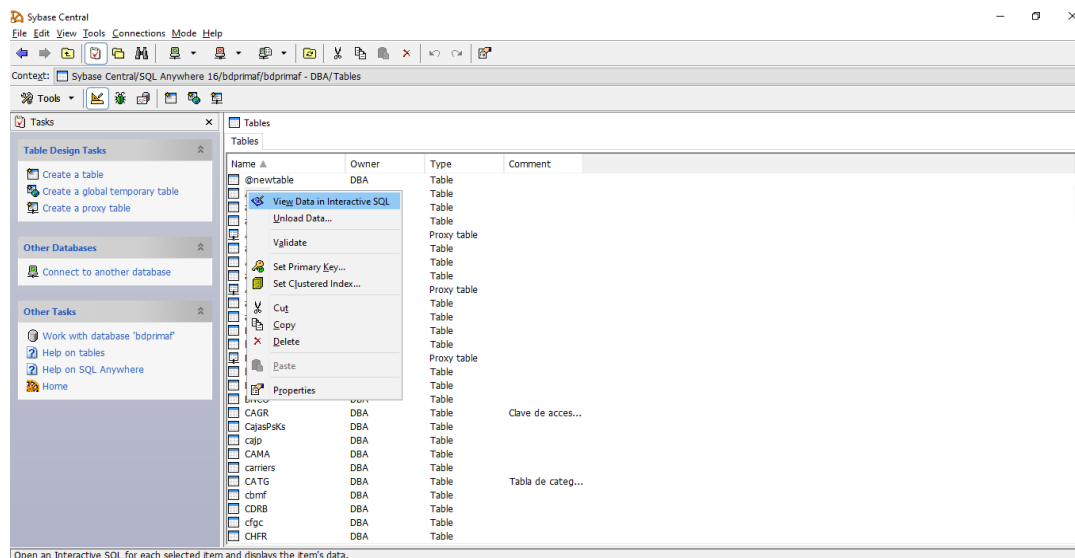 Sybase Central
File Edit View Tools Connections Mode Help
Context: Sybase Central/SQL Anywhere 16/bdprimaf/bdprimaf - DBA/Tables
Tools
Tasks
Table Design Tasks
Create a table
Create a global temporary table
Create a proxy table
Other Databases
Connect to another database
Other Tasks
Work with database 'bdprimaf'
Help on tables
Help on SQL Anywhere
Home
Tables
Tables
Name Owner Type Comment
@newtable DBA Table
Table
Table
Table
Proxy table
Table
Table
Table
Proxy table
Table
Table
Table
Table
Proxy table
Table
Table
DBA Table
CAGR DBA Table Clave de acces...
CajasPsKs DBA Table
cajp DBA Table
CAMA DBA Table
carriers DBA Table
CATG DBA Table Tabla de categ...
cbmf DBA Table
CDRB DBA Table
cfgc DBA Table
CHFR DBA Table
View Data in Interactive SQL
Unload Data...
Validate
Set Primary Key...
Set Clustered Index...
Cut
Copy
Delete
Paste
Properties
Open an Interactive SQL for each selected item and displays the item's data.